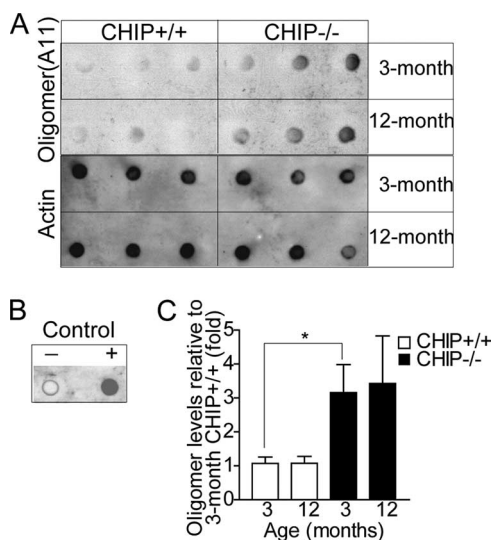 A
CHIP+/+ CHIP-/-
Oligomer(A11)
3-month
12-month
Actin
3-month
12-month
B
Control
– +
C
Oligomer levels relative to
3-month CHIP+/+ (fold)
5
4
3
2
1
0
*
CHIP+/+
CHIP-/-
3 12 3 12
Age (months)